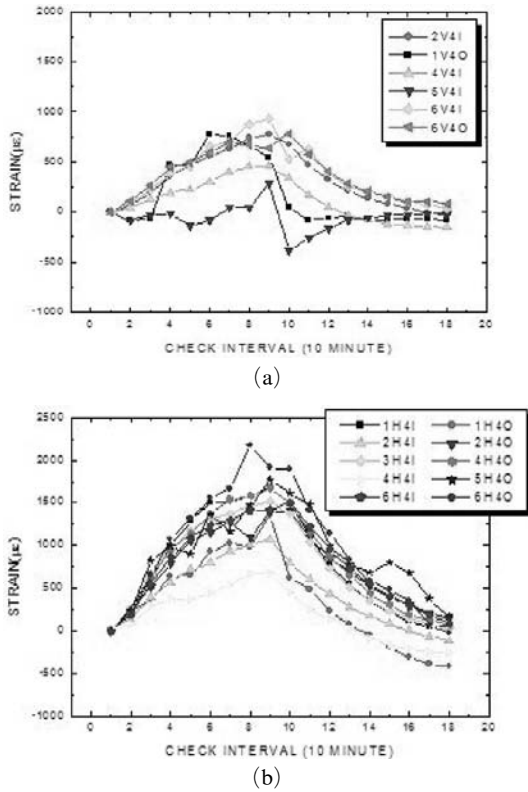 2000
1500
1000
500
0
-500
-1000
STRAIN(με)
2V4I
1V4O
4V4I
5V4I
6V4I
6V4O
0 2 4 6 8 10 12 14 16 18 20
CHECK INTERVAL (10 MINUTE)
(a)
2500
2000
1500
1000
500
0
-500
-1000
STRAIN(με)
1H4I 1H4O
2H4I 2H4O
3H4I 4H4O
4H4I 5H4O
6H4I 6H4O
0 2 4 6 8 10 12 14 16 18 20
CHECK INTERVAL (10 MINUTE)
(b)